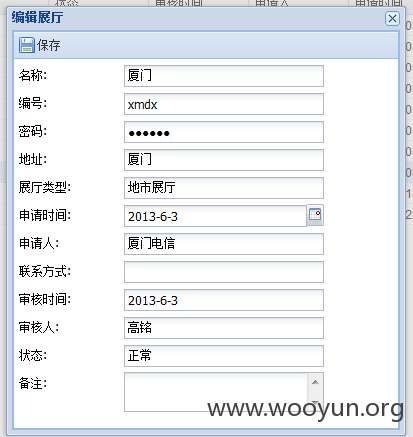 编辑展厅
保存
名称: 厦门
编号: xmdx
密码: ●●●●●●
地址: 厦门
展厅类型: 地市展厅
申请时间: 2013-6-3
申请人: 厦门电信
联系方式:
审核时间: 2013-6-3
审核人: 高铭
状态: 正常
备注:
www.wooyun.org